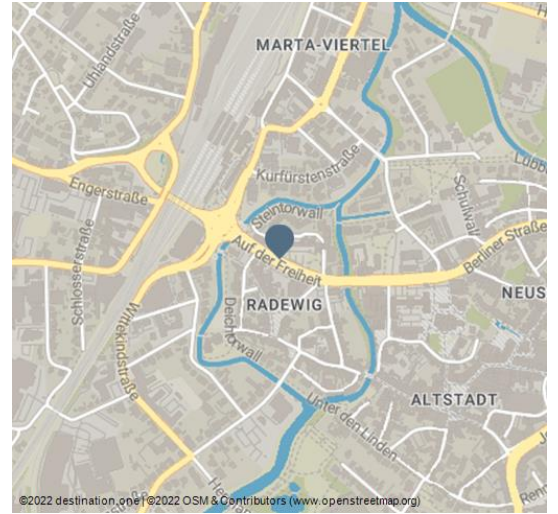 MARTA-VIERTEL
Uhlandstraße
Kurfürstenstraße
Engerstraße
Steintorwall
Schulwall
Lübb
Berliner Straße
Auf der Freiheit
Schlosserstraße
RADEWIG
NEUS
Deichtorwall
Wittekindstraße
ALTSTADT
Unter den Linden
©2022 destination.one | ©2022 OSM & Contributors (www.openstreetmap.org)